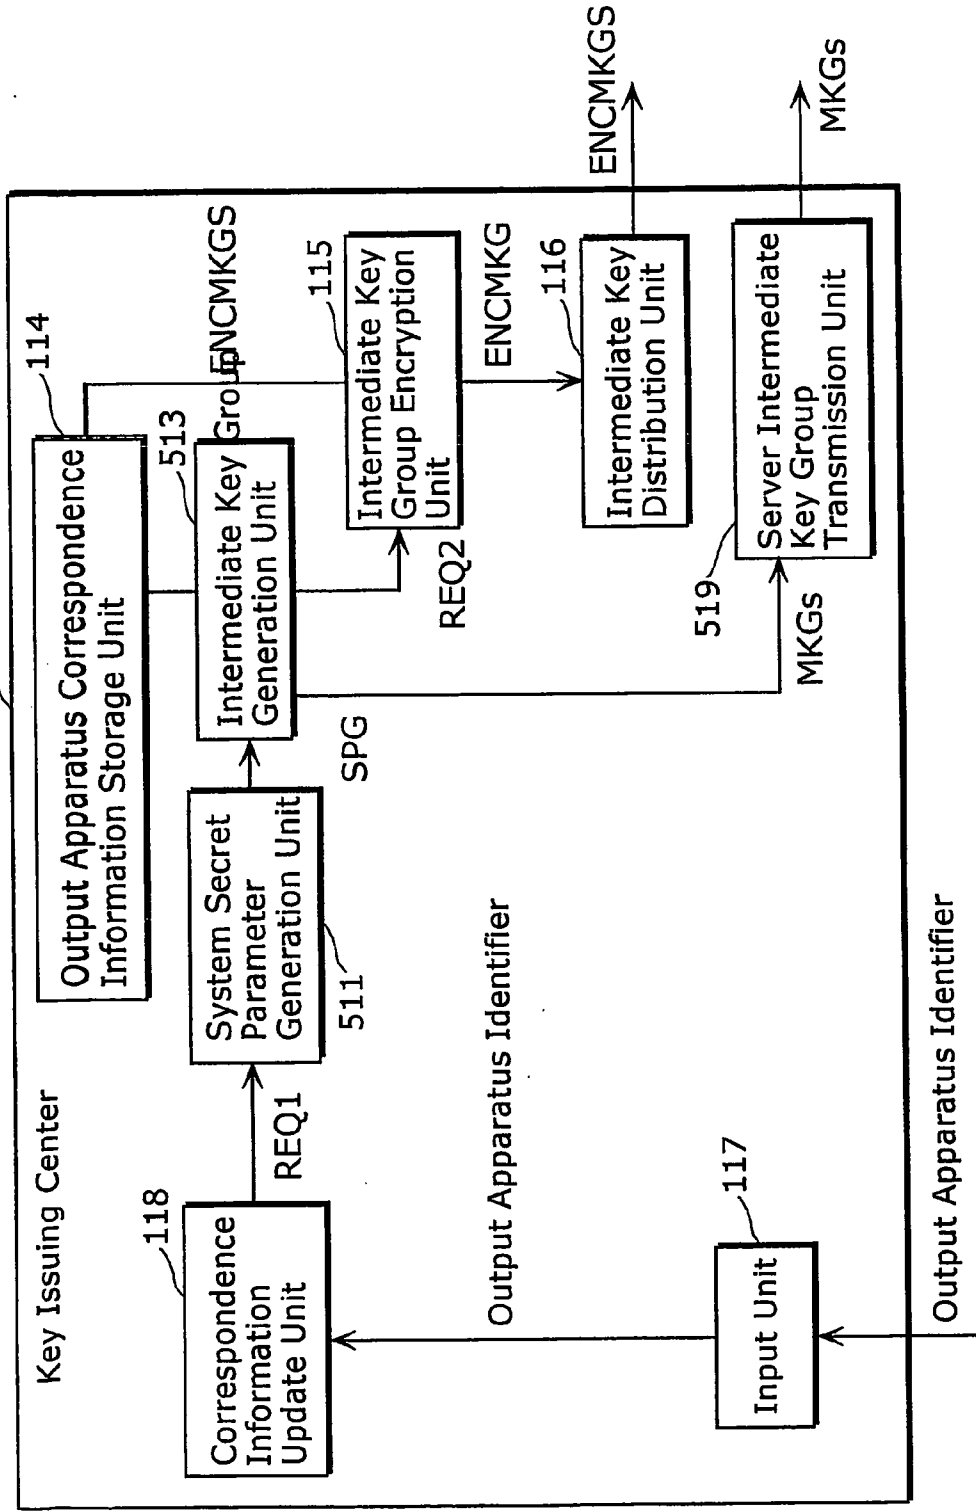 Key Issuing Center
114
Output Apparatus Correspondence
Information Storage Unit
118
Correspondence
Information
Update Unit
REQ1
System Secret
Parameter
Generation Unit
511
513
Intermediate Key
Generation Unit
Group
ENCMKGS
SPG
115
Intermediate Key
Group Encryption
Unit
REQ2
ENCMKG
116
Intermediate Key
Distribution Unit
ENCMKGS
519
Server Intermediate
Key Group
Transmission Unit
MKGs
MKGs
Output Apparatus Identifier
117
Input Unit
Output Apparatus Identifier